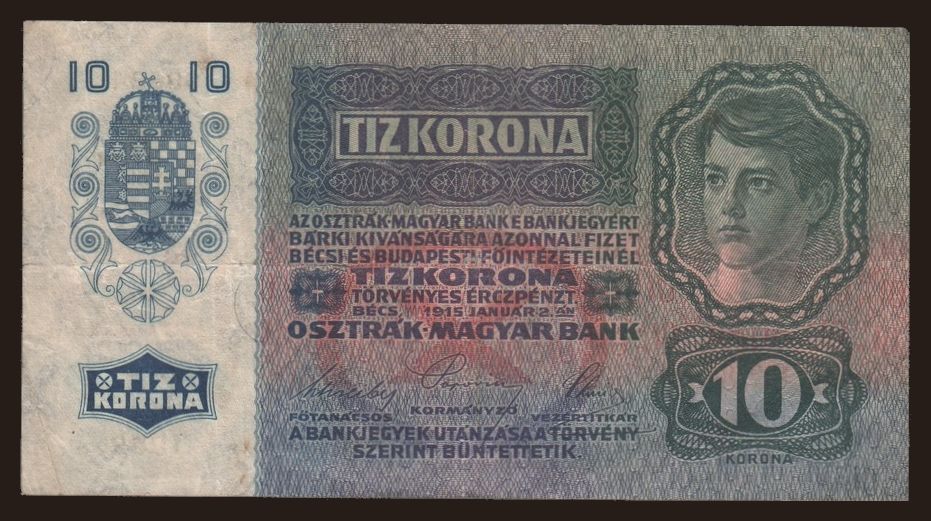 10 10
TIZ KORONA
AZ OSZTRÁK-MAGYAR BANK E BANKJEGYÉRT
BÁRKI KIVÁNSÁGÁRA AZONNAL FIZET
BÉCSI ÉS BUDAPESTI FŐINTÉZETEINÉL
TIZ KORONA
TÖRVÉNYES ÉRCZPÉNZT.
BÉCS, 1915 JANUÁR 2.ÁN
OSZTRÁK-MAGYAR BANK
FŐTANÁCSOS KORMÁNYZÓ VEZÉRTITKÁR
A BANKJEGYEK UTÁNZÁSA A TÖRVÉNY
SZERINT BÜNTETTETIK.
TIZ
KORONA
10
KORONA